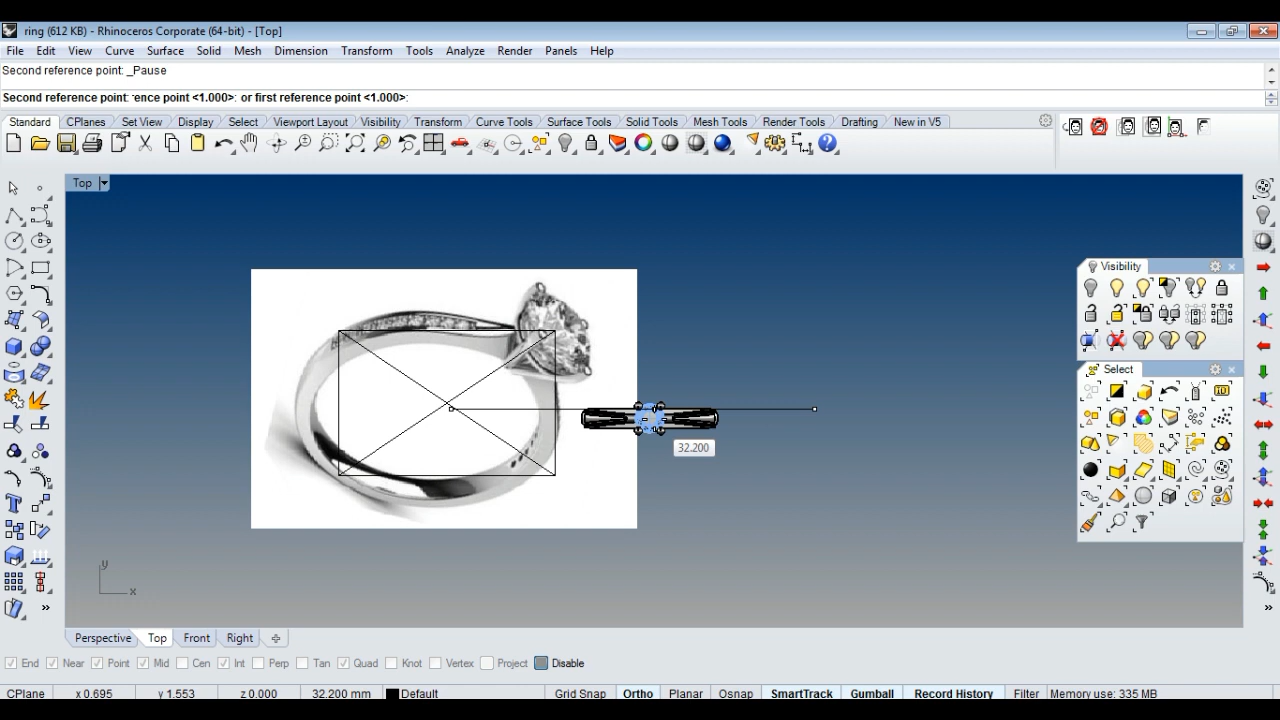 ring (612 KB) - Rhinoceros Corporate (64-bit) - [Top]
File Edit View Curve Surface Solid Mesh Dimension Transform Tools Analyze Render Panels Help
Second reference point: _Pause
Second reference point: ence point <1.000>: or first reference point <1.000>:
Standard CPlanes Set View Display Select Viewport Layout Visibility Transform Curve Tools Surface Tools Solid Tools Mesh Tools Render Tools Drafting New in V5
Top
Visibility
Select
32.200
y
x
Perspective Top Front Right
End Near Point Mid Cen Int Perp Tan Quad Knot Vertex Project Disable
CPlane x 0.695 y 1.553 z 0.000 32.200 mm Default Grid Snap Ortho Planar Osnap SmartTrack Gumball Record History Filter Memory use: 335 MB